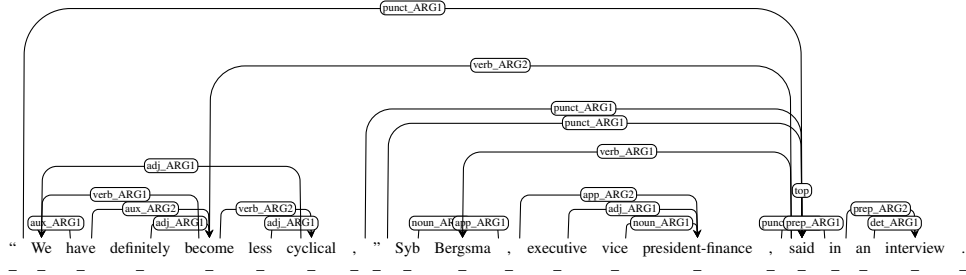 punct_ARG1
verb_ARG2
punct_ARG1
punct_ARG1
verb_ARG1
adj_ARG1
top
verb_ARG1 app_ARG2
aux_ARG2 verb_ARG2 adj_ARG1 prep_ARG2
aux_ARG1 adj_ARG1 adj_ARG1 app_ARG1 noun_ARG1 prep_ARG1 det_ARG1
“ We have definitely become less cyclical , ” Syb Bergsma , executive vice president-finance , said in an interview .